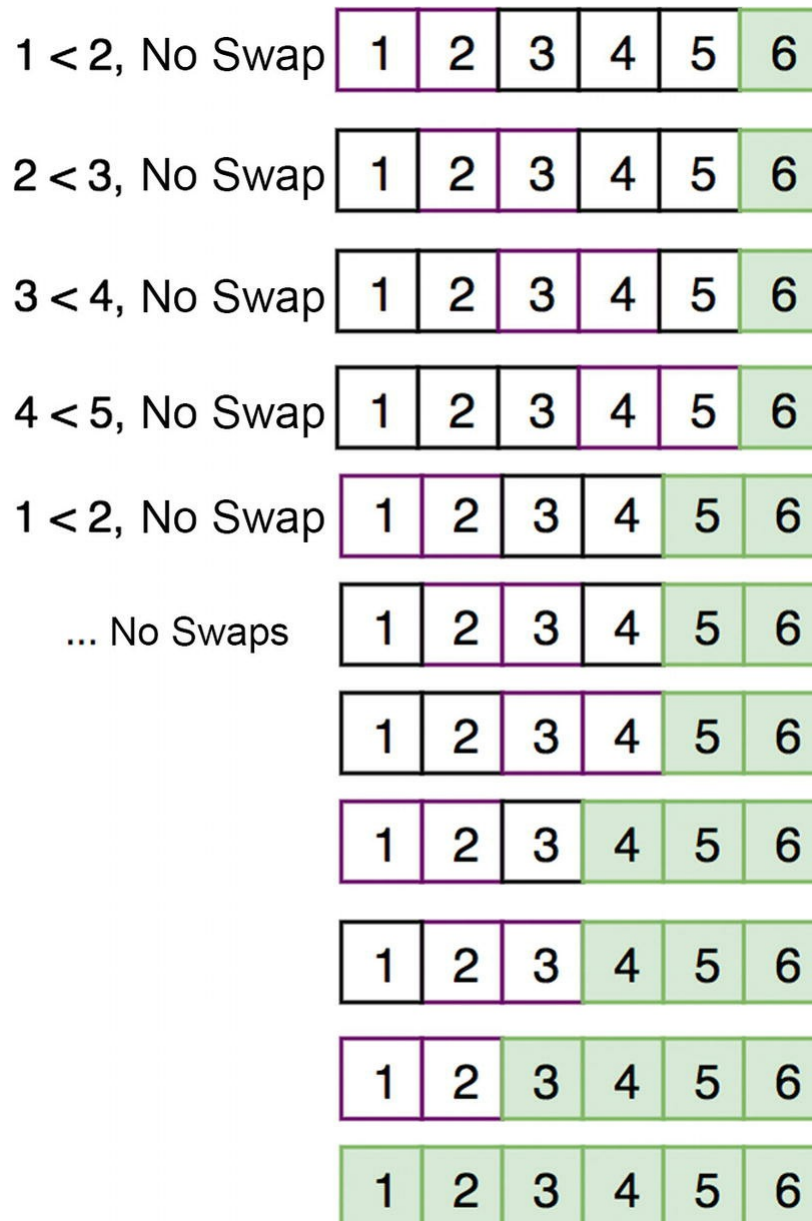 1 < 2, No Swap 1 2 3 4 5 6
2 < 3, No Swap 1 2 3 4 5 6
3 < 4, No Swap 1 2 3 4 5 6
4 < 5, No Swap 1 2 3 4 5 6
1 < 2, No Swap 1 2 3 4 5 6
... No Swaps 1 2 3 4 5 6
1 2 3 4 5 6
1 2 3 4 5 6
1 2 3 4 5 6
1 2 3 4 5 6
1 2 3 4 5 6